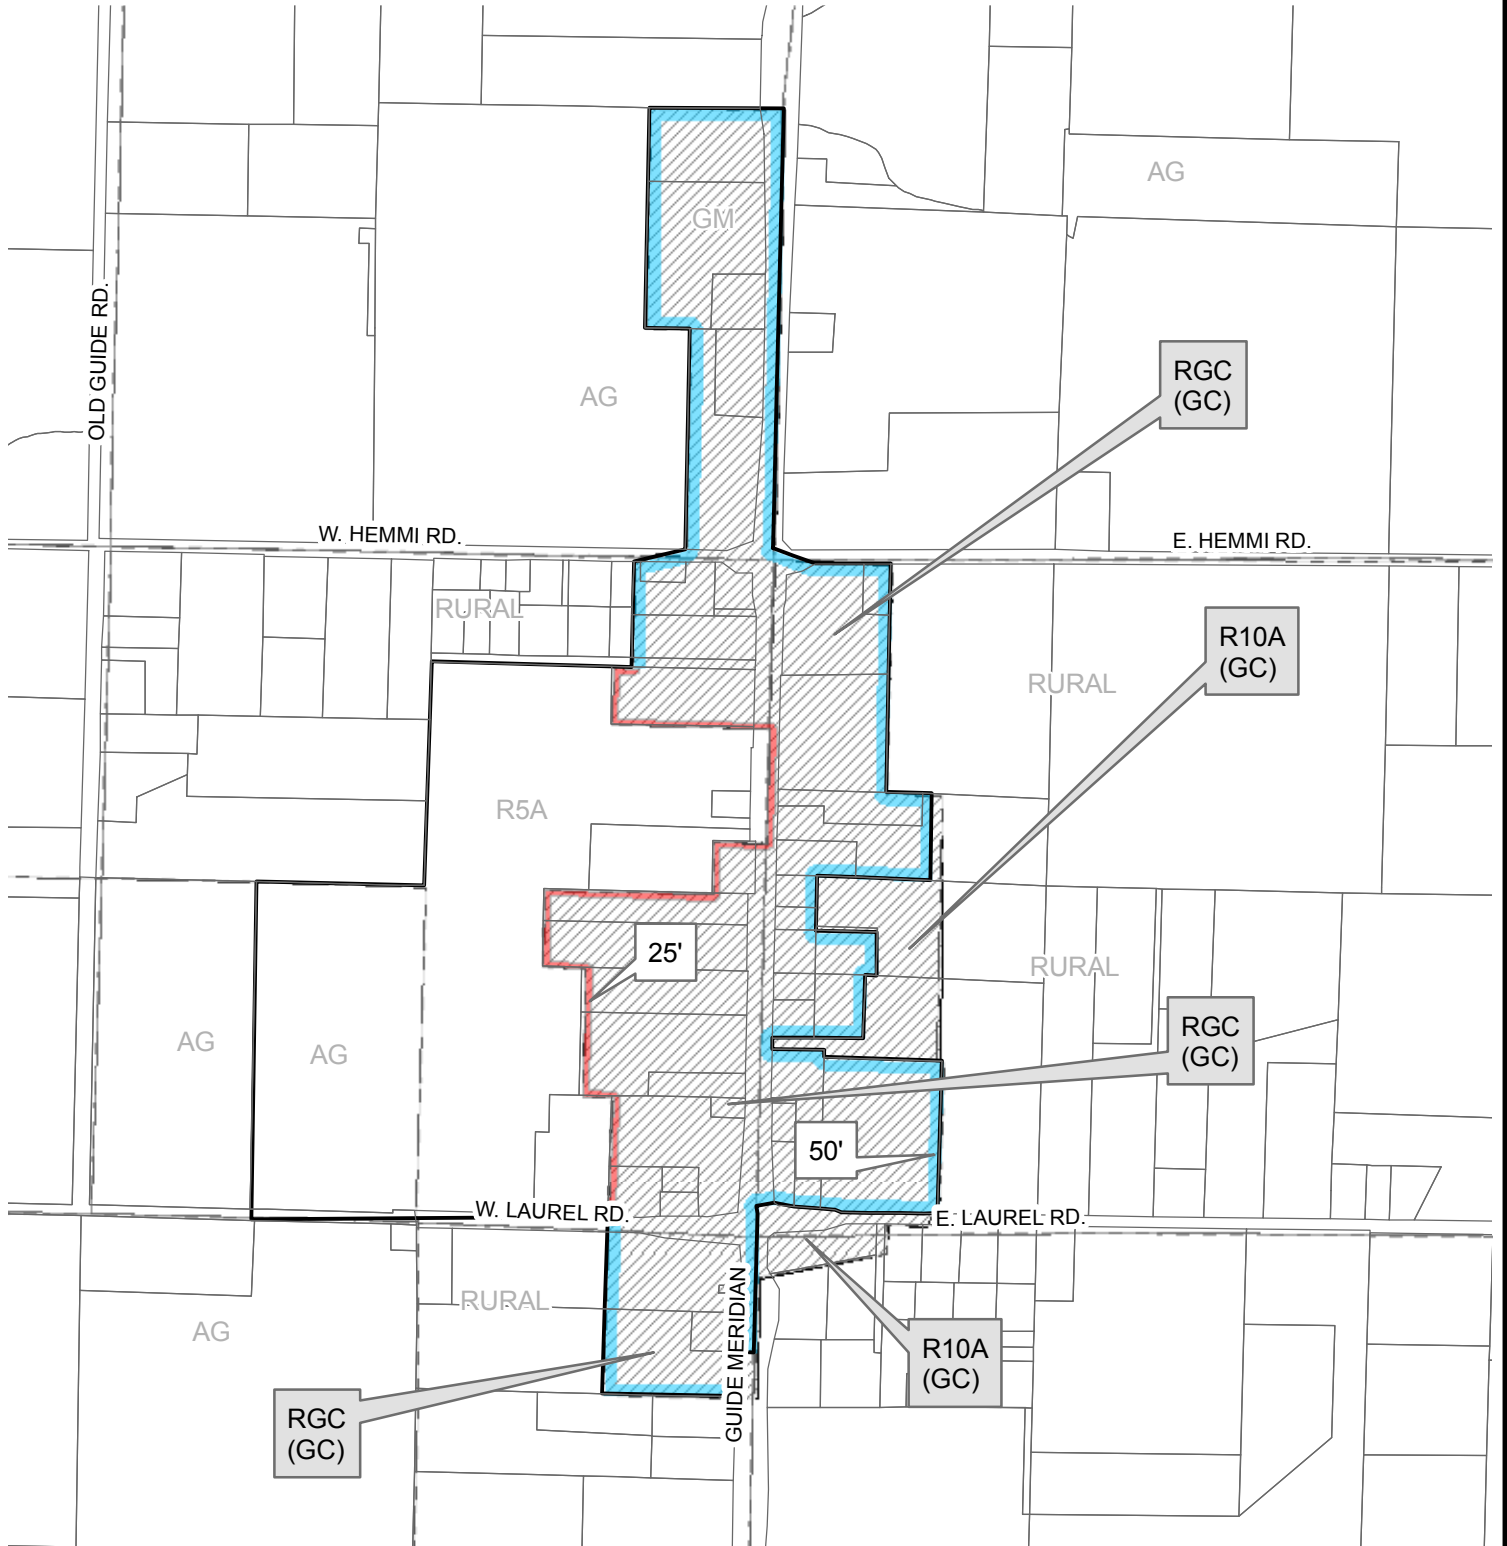 AG
GM
OLD GUIDE RD.
RGC
(GC)
AG
W. HEMMI RD.
E. HEMMI RD.
RURAL
R10A
(GC)
RURAL
R5A
25'
RURAL
RGC
(GC)
AG
AG
50'
W. LAUREL RD.
E. LAUREL RD.
RURAL
AG
GUIDE MERIDIAN
R10A
(GC)
RGC
(GC)